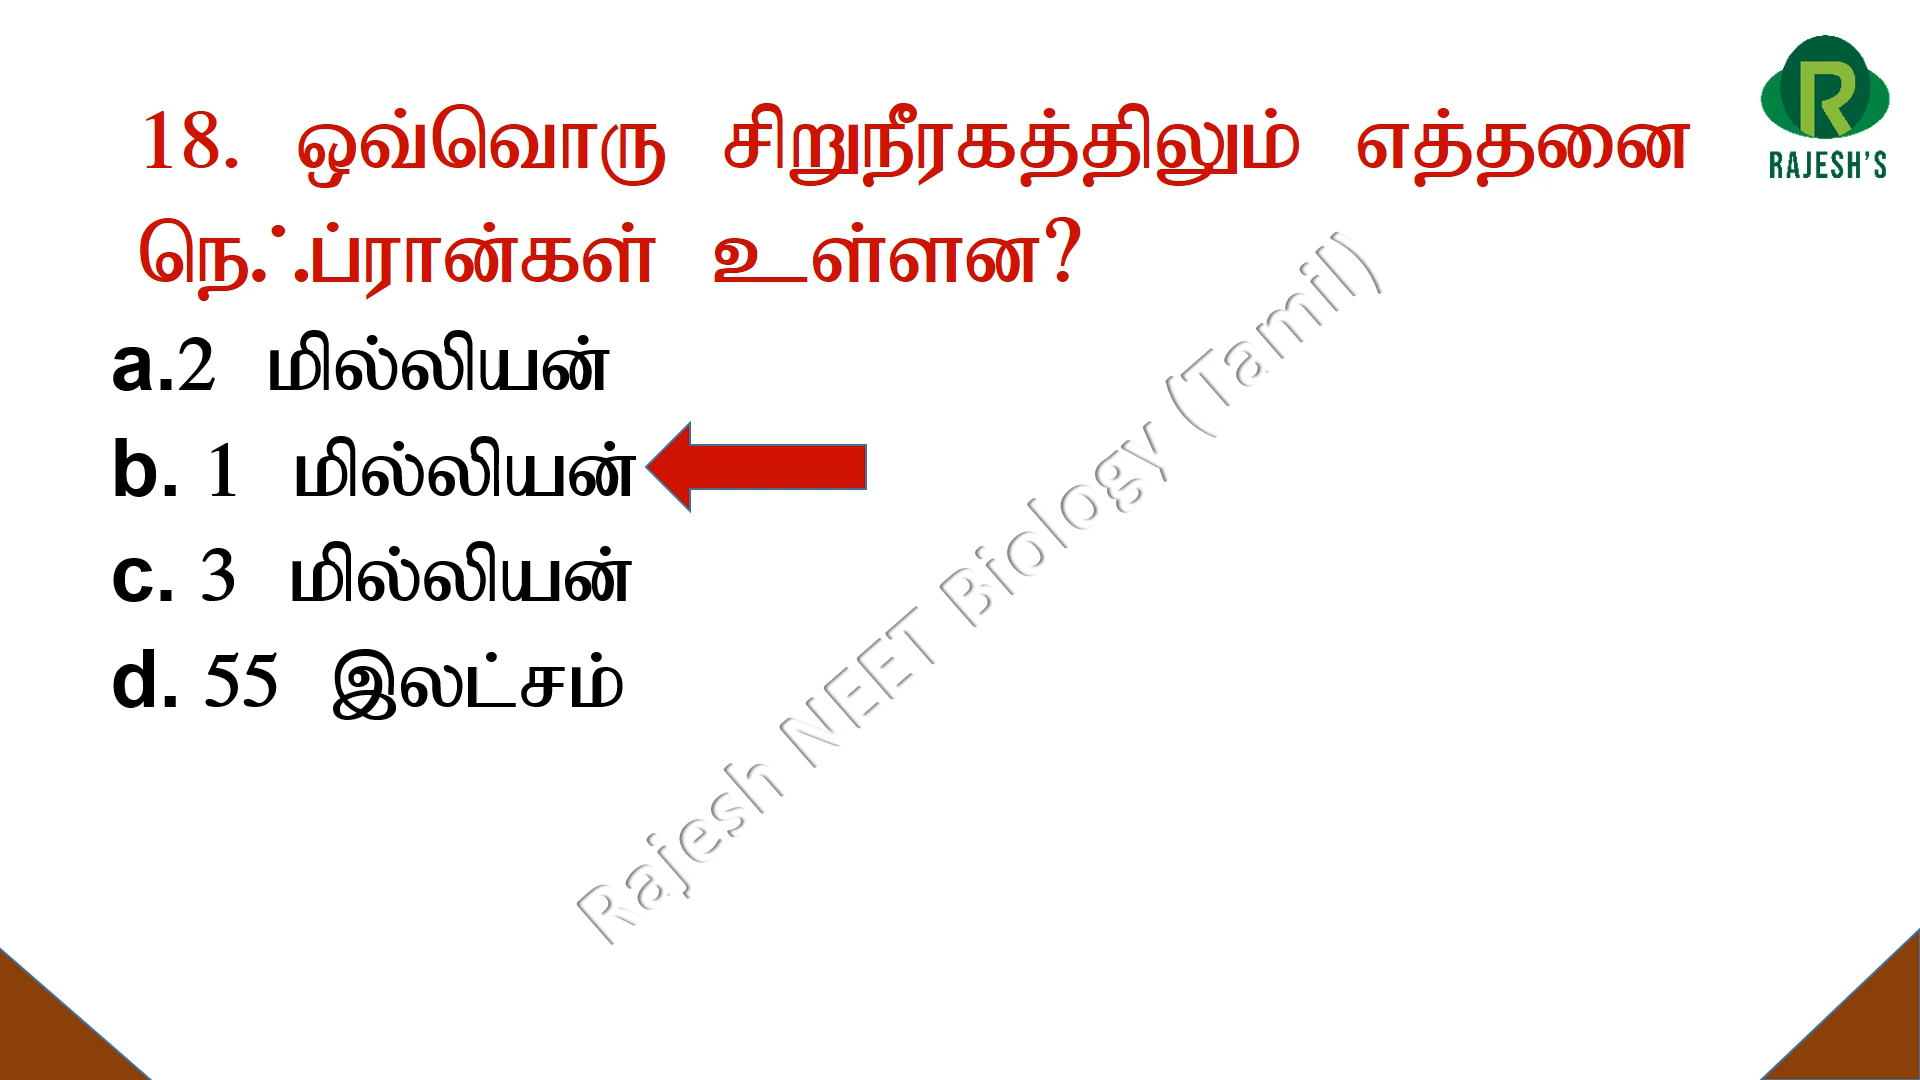 RAJESH'S
18. ஒவ்வொரு சிறுநீரகத்திலும் எத்தனை
நெஃப்ரான்கள் உள்ளன?
a.2 மில்லியன்
b. 1 மில்லியன்
c. 3 மில்லியன்
d. 55 இலட்சம்
Rajesh NEET Biology (Tamil)